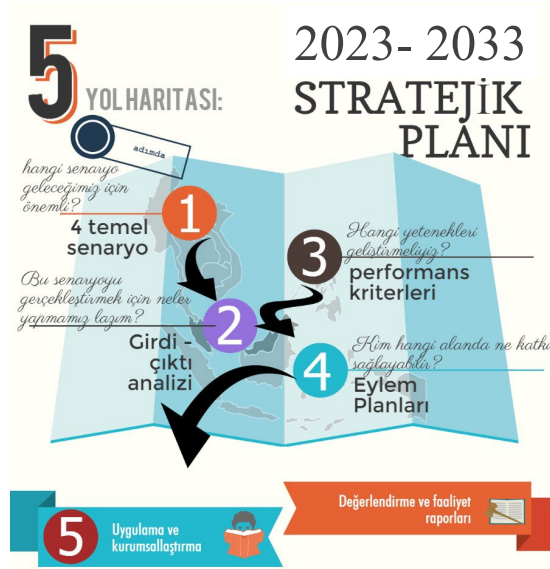 5
YOL HARITASI:
adımda
2023- 2033
STRATEJİK
PLANI
hangi senaryo
geleceğimiz için
önemli?
1
4 temel
senaryo
Bu senaryoyu
gerçekleştirmek için neler
yapmamız lazım?
2
Girdi -
çıktı
analizi
Hangi yetenekleri
geliştirmeliyiz?
3
performans
kriterleri
Kim hangi alanda ne katkı
sağlayabilir?
4
Eylem
Planları
5
Uygulama ve
kurumsallaştırma
Değerlendirme ve faaliyet
raporları